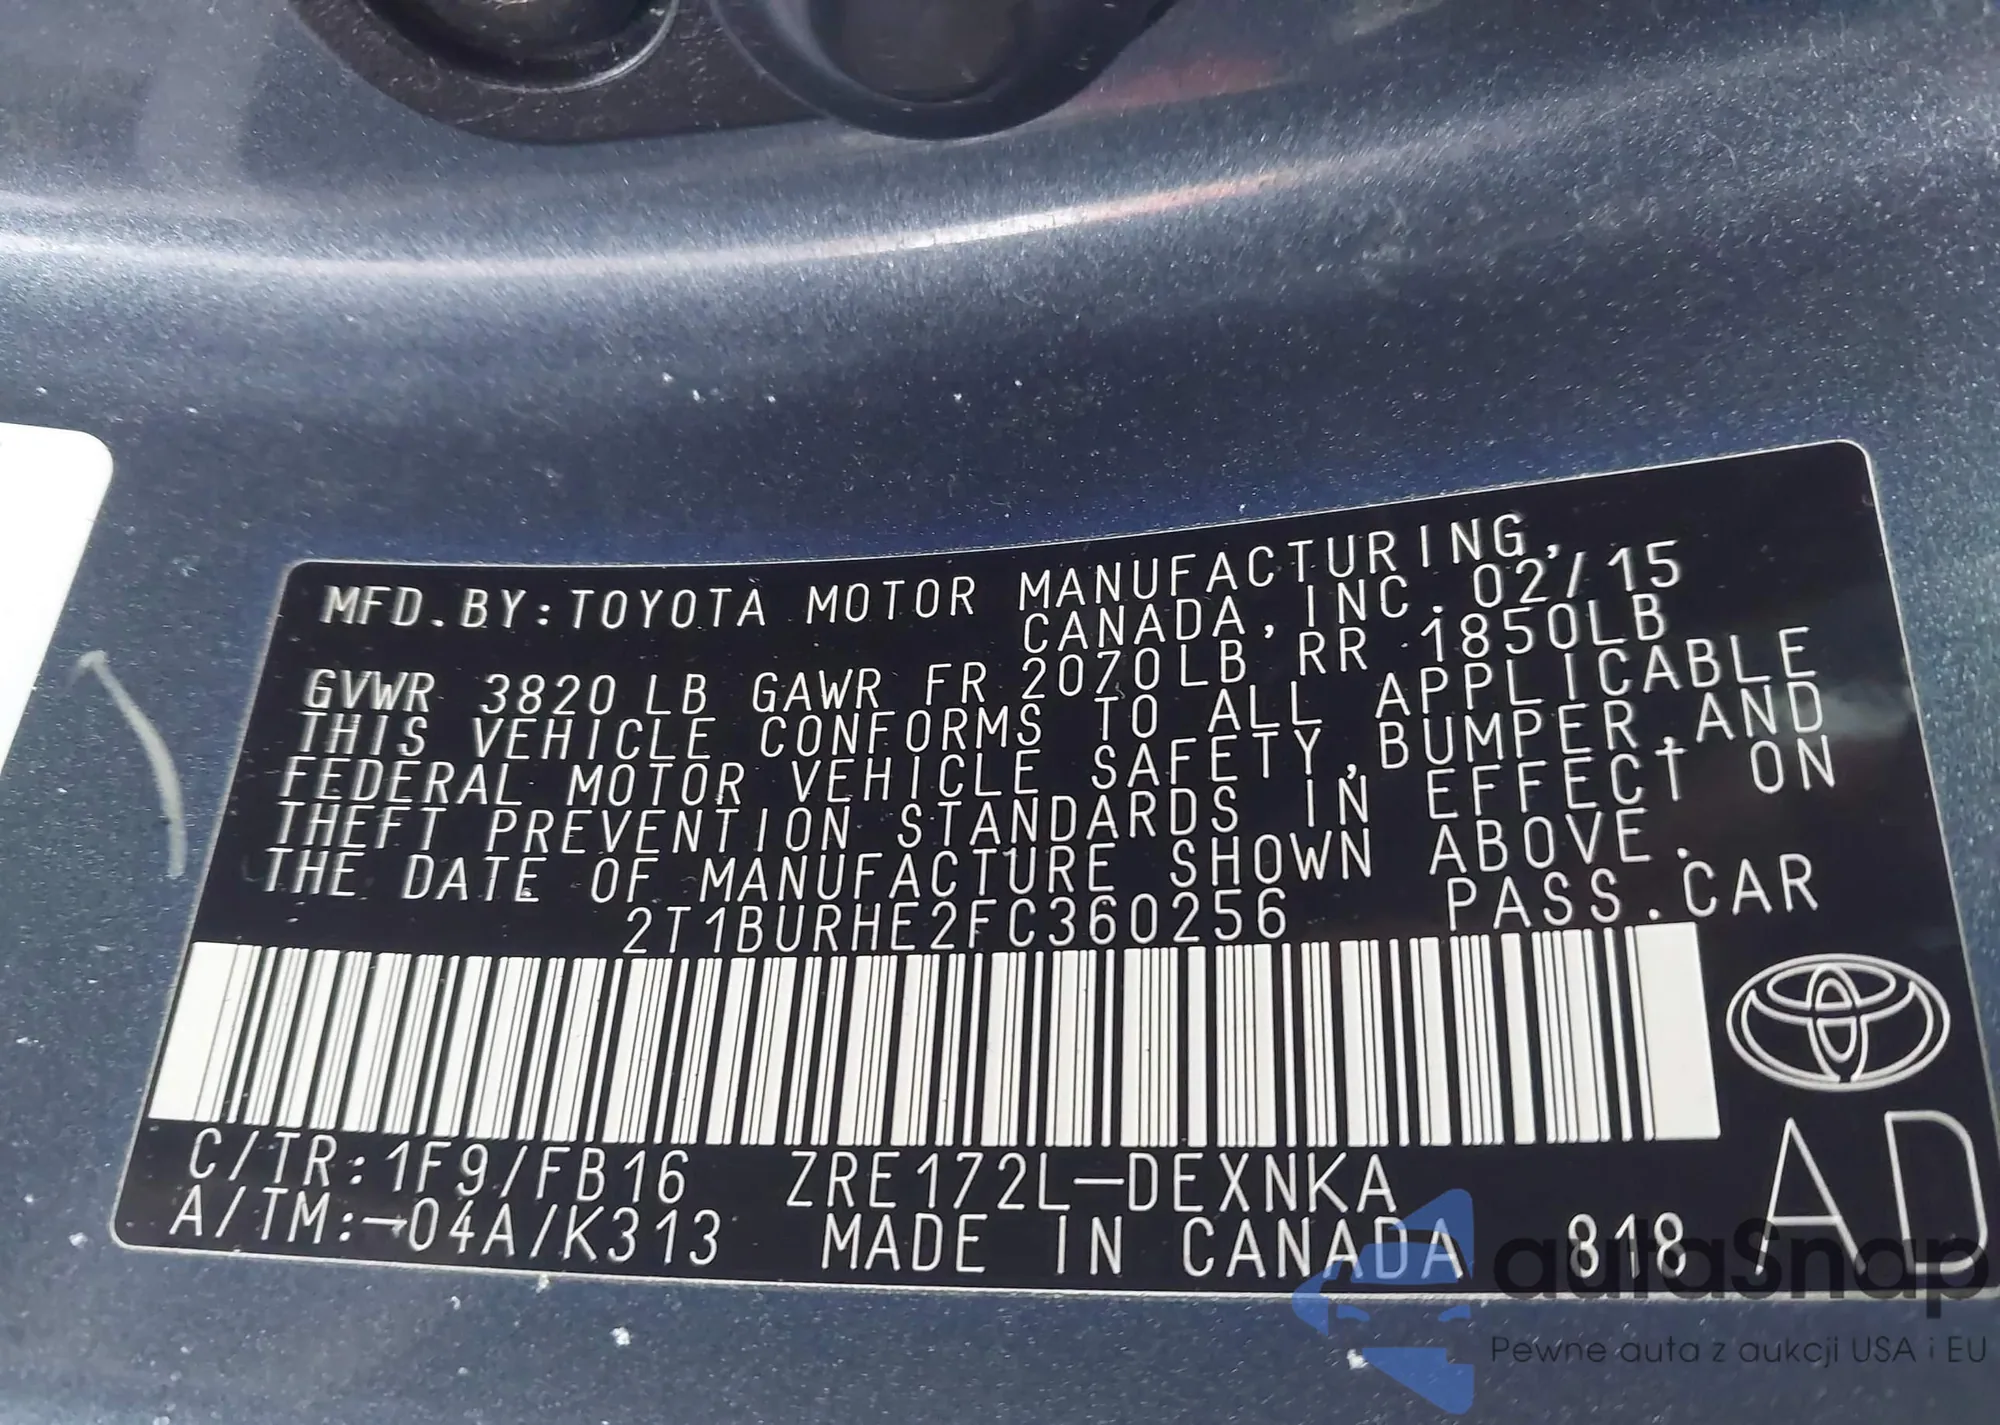 MFD.BY:TOYOTA MOTOR MANUFACTURING,
CANADA, INC. 02/15
GVWR 3820LB GAWR FR 2070LB RR 1850LB
THIS VEHICLE CONFORMS TO ALL APPLICABLE
FEDERAL MOTOR VEHICLE SAFETY,BUMPER,AND
THEFT PREVENTION STANDARDS IN EFFECT ON
THE DATE OF MANUFACTURE SHOWN ABOVE.
2T1BURHE2FC360256 PASS.CAR
C/TR:1F9/FB16 ZRE172L-DEXNKA
A/TM:-04A/K313 MADE IN CANADA 818
AD
autaSnap
Pewne auta z aukcji USA i EU